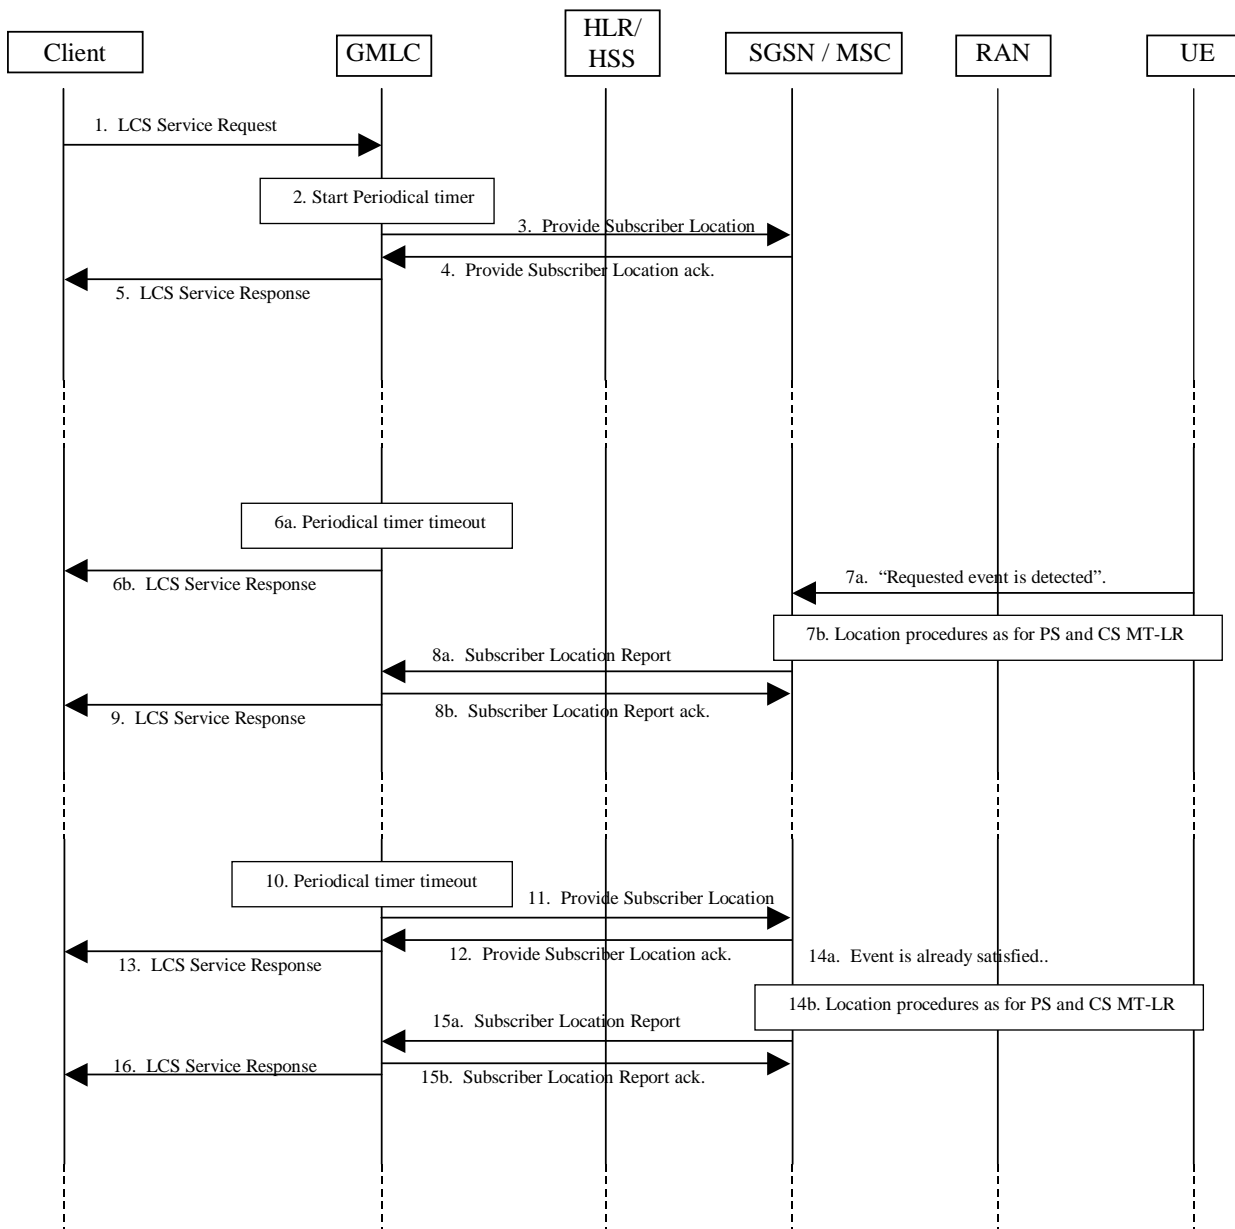 Client
GMLC
HLR/
HSS
SGSN / MSC
RAN
UE
1. LCS Service Request
2. Start Periodical timer
3. Provide Subscriber Location
4. Provide Subscriber Location ack.
5. LCS Service Response
6a. Periodical timer timeout
6b. LCS Service Response
7a. “Requested event is detected”.
7b. Location procedures as for PS and CS MT-LR
8a. Subscriber Location Report
8b. Subscriber Location Report ack.
9. LCS Service Response
10. Periodical timer timeout
11. Provide Subscriber Location
12. Provide Subscriber Location ack.
13. LCS Service Response
14a. Event is already satisfied..
14b. Location procedures as for PS and CS MT-LR
15a. Subscriber Location Report
16. LCS Service Response
15b. Subscriber Location Report ack.